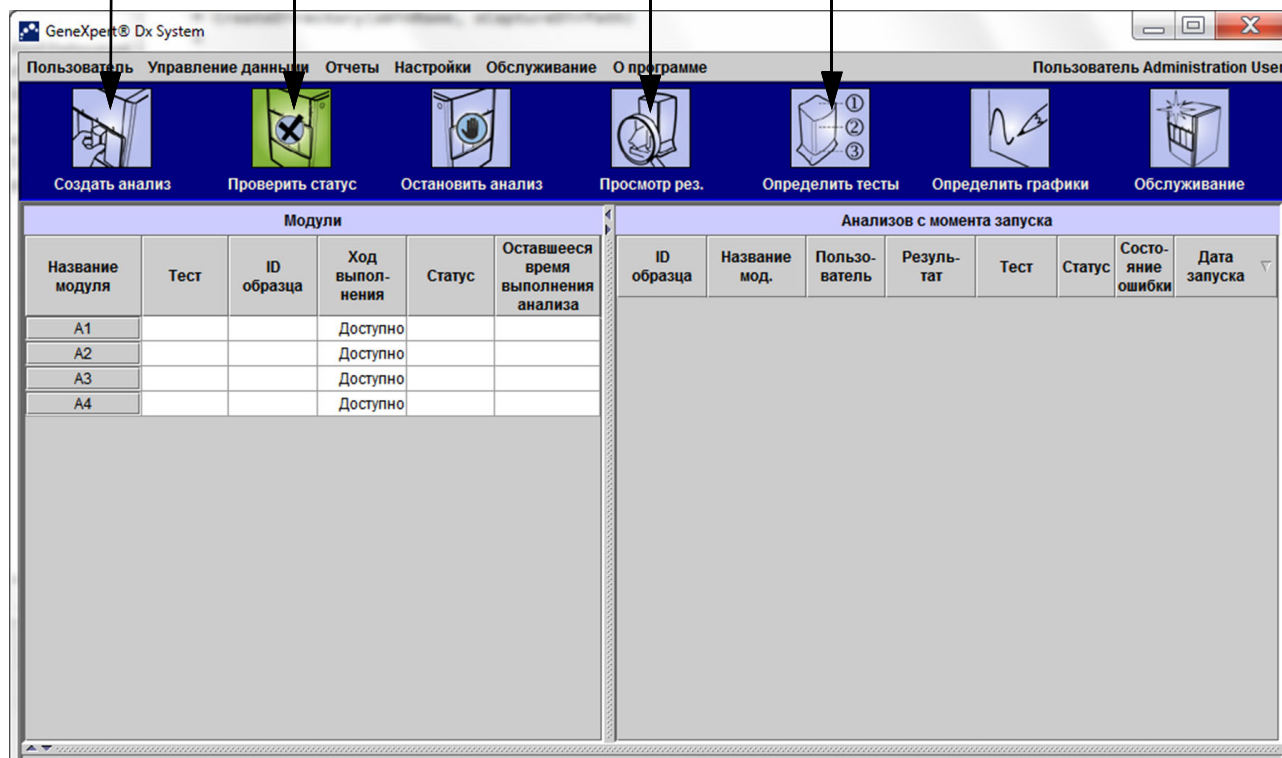 GeneXpert® Dx System
Пользователь Управление данными Отчеты Настройки Обслуживание О программе Пользователь Administration User
Создать анализ Проверить статус Остановить анализ Просмотр рез. Определить тесты Определить графики Обслуживание
1
2
3
Модули
Анализов с момента запуска
Название модуля
Тест
ID образца
Ход выпол-
нения
Статус
Оставшееся время выполнения анализа
ID образца
Название мод.
Пользо-
ватель
Резуль-
тат
Тест
Статус
Состо-
яние ошибки
Дата запуска
A1 Доступно
A2 Доступно
A3 Доступно
A4 Доступно